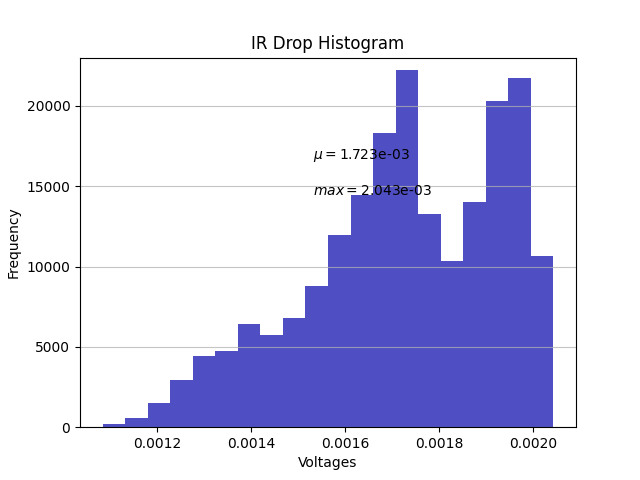 IR Drop Histogram
20000
15000
10000
5000
0
Frequency
μ = 1.723e-03
max = 2.043e-03
0.0012 0.0014 0.0016 0.0018 0.0020
Voltages